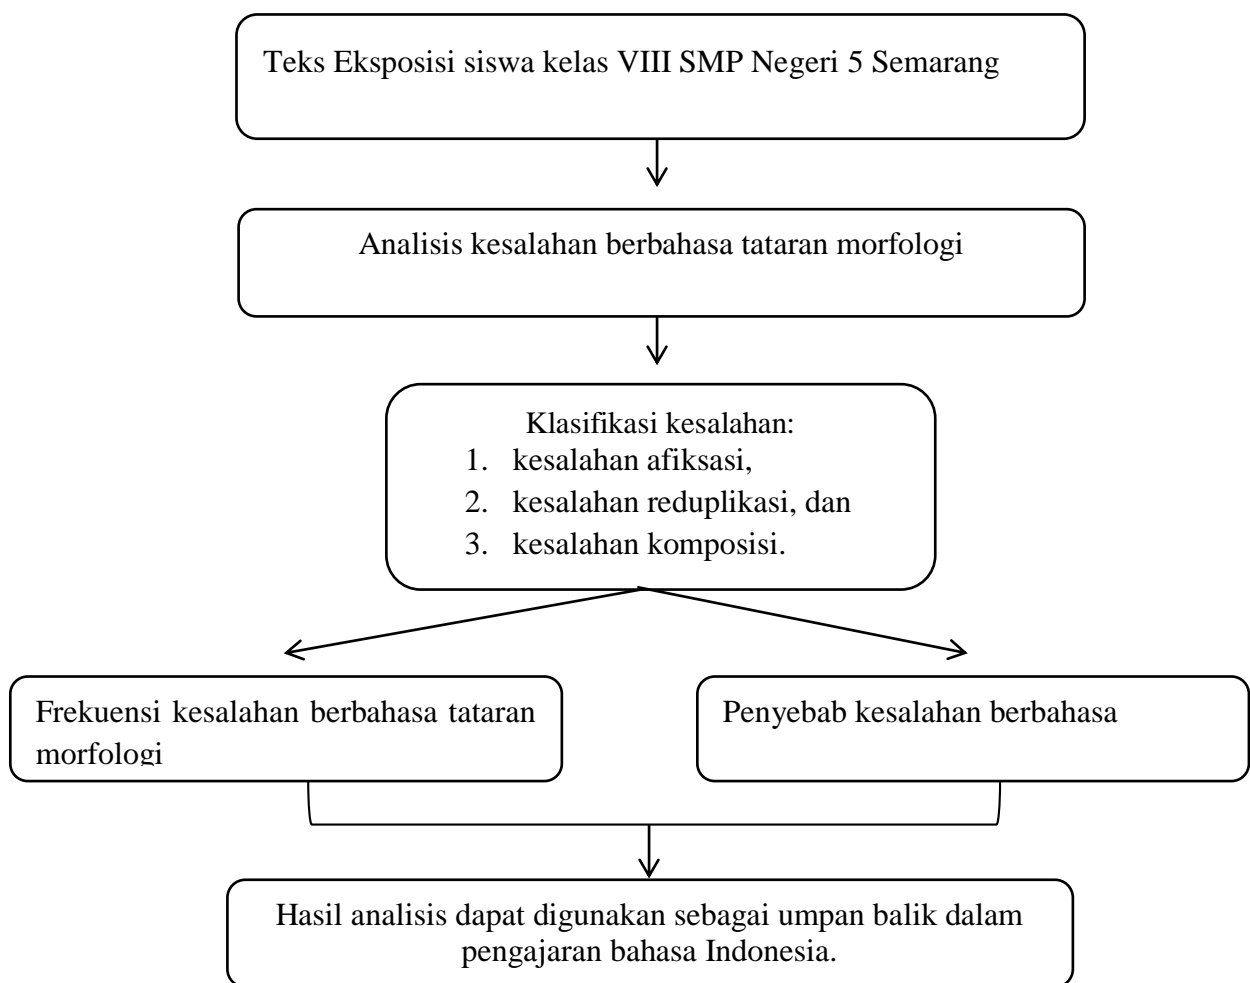 Teks Eksposisi siswa kelas VIII SMP Negeri 5 Semarang
Analisis kesalahan berbahasa tataran morfologi
Klasifikasi kesalahan:
1. kesalahan afiksasi,
2. kesalahan reduplikasi, dan
3. kesalahan komposisi.
Frekuensi kesalahan berbahasa tataran
morfologi
Penyebab kesalahan berbahasa
Hasil analisis dapat digunakan sebagai umpan balik dalam
pengajaran bahasa Indonesia.